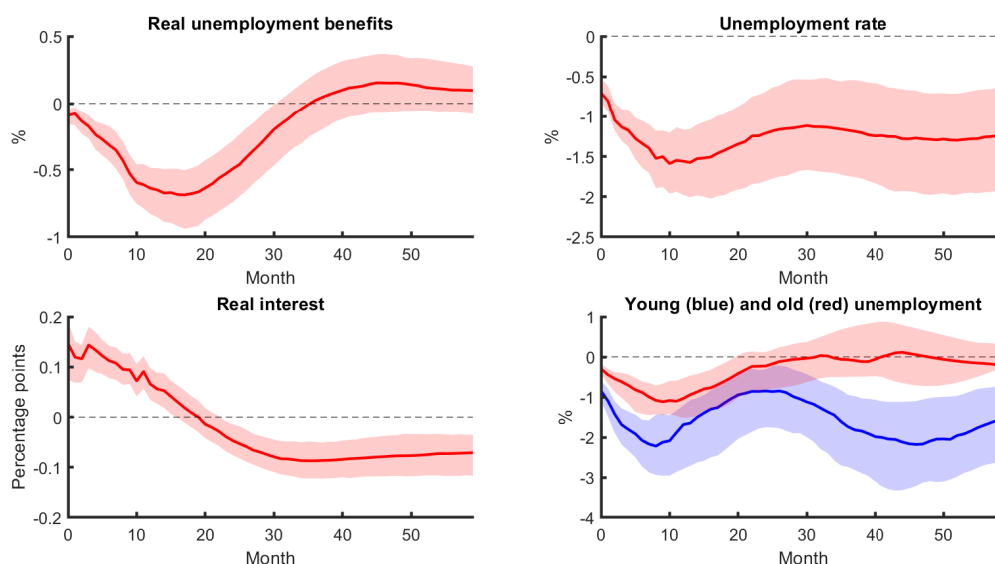 Real unemployment benefits
0.5
0
-0.5
-1
%
0 10 20 30 40 50
Month
Unemployment rate
0
-0.5
-1
-1.5
-2
-2.5
%
0 10 20 30 40 50
Month
Real interest
0.2
0.1
0
-0.1
-0.2
Percentage points
0 10 20 30 40 50
Month
Young (blue) and old (red) unemployment
1
0
-1
-2
-3
-4
%
0 10 20 30 40 50
Month